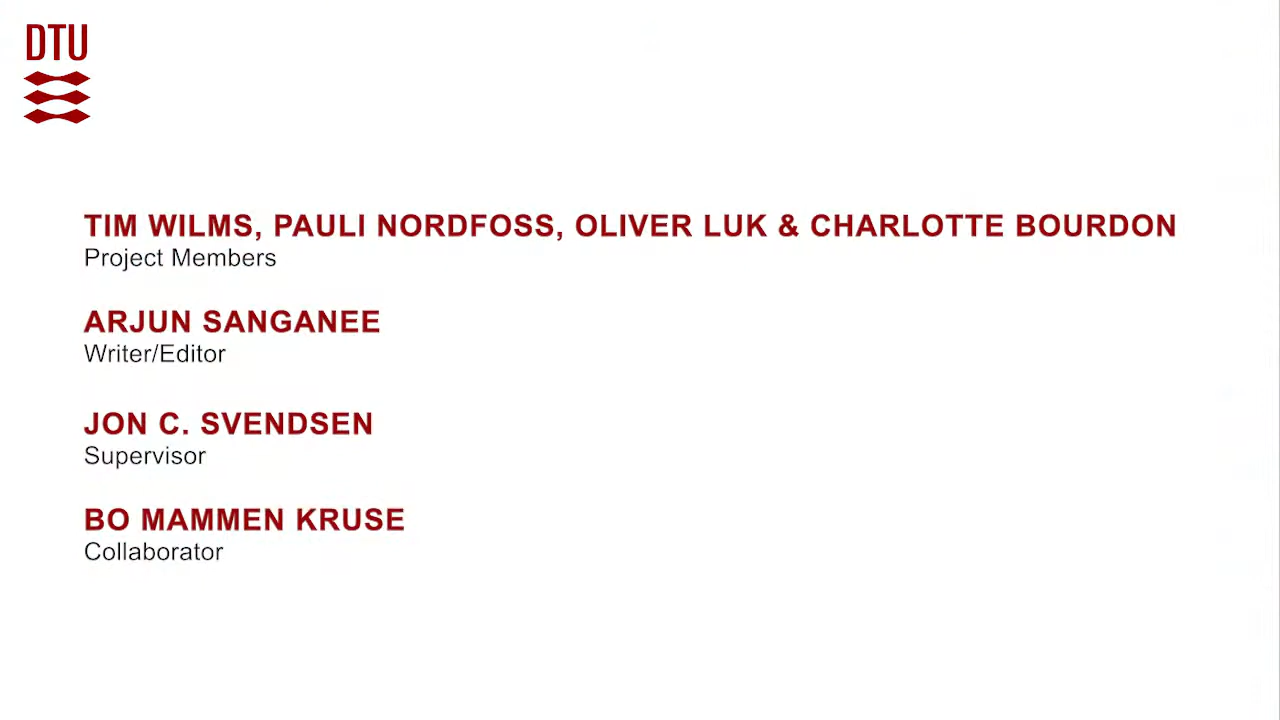 DTU
TIM WILMS, PAULI NORDFOSS, OLIVER LUK & CHARLOTTE BOURDON
Project Members
ARJUN SANGANEE
Writer/Editor
JON C. SVENDSEN
Supervisor
BO MAMMEN KRUSE
Collaborator